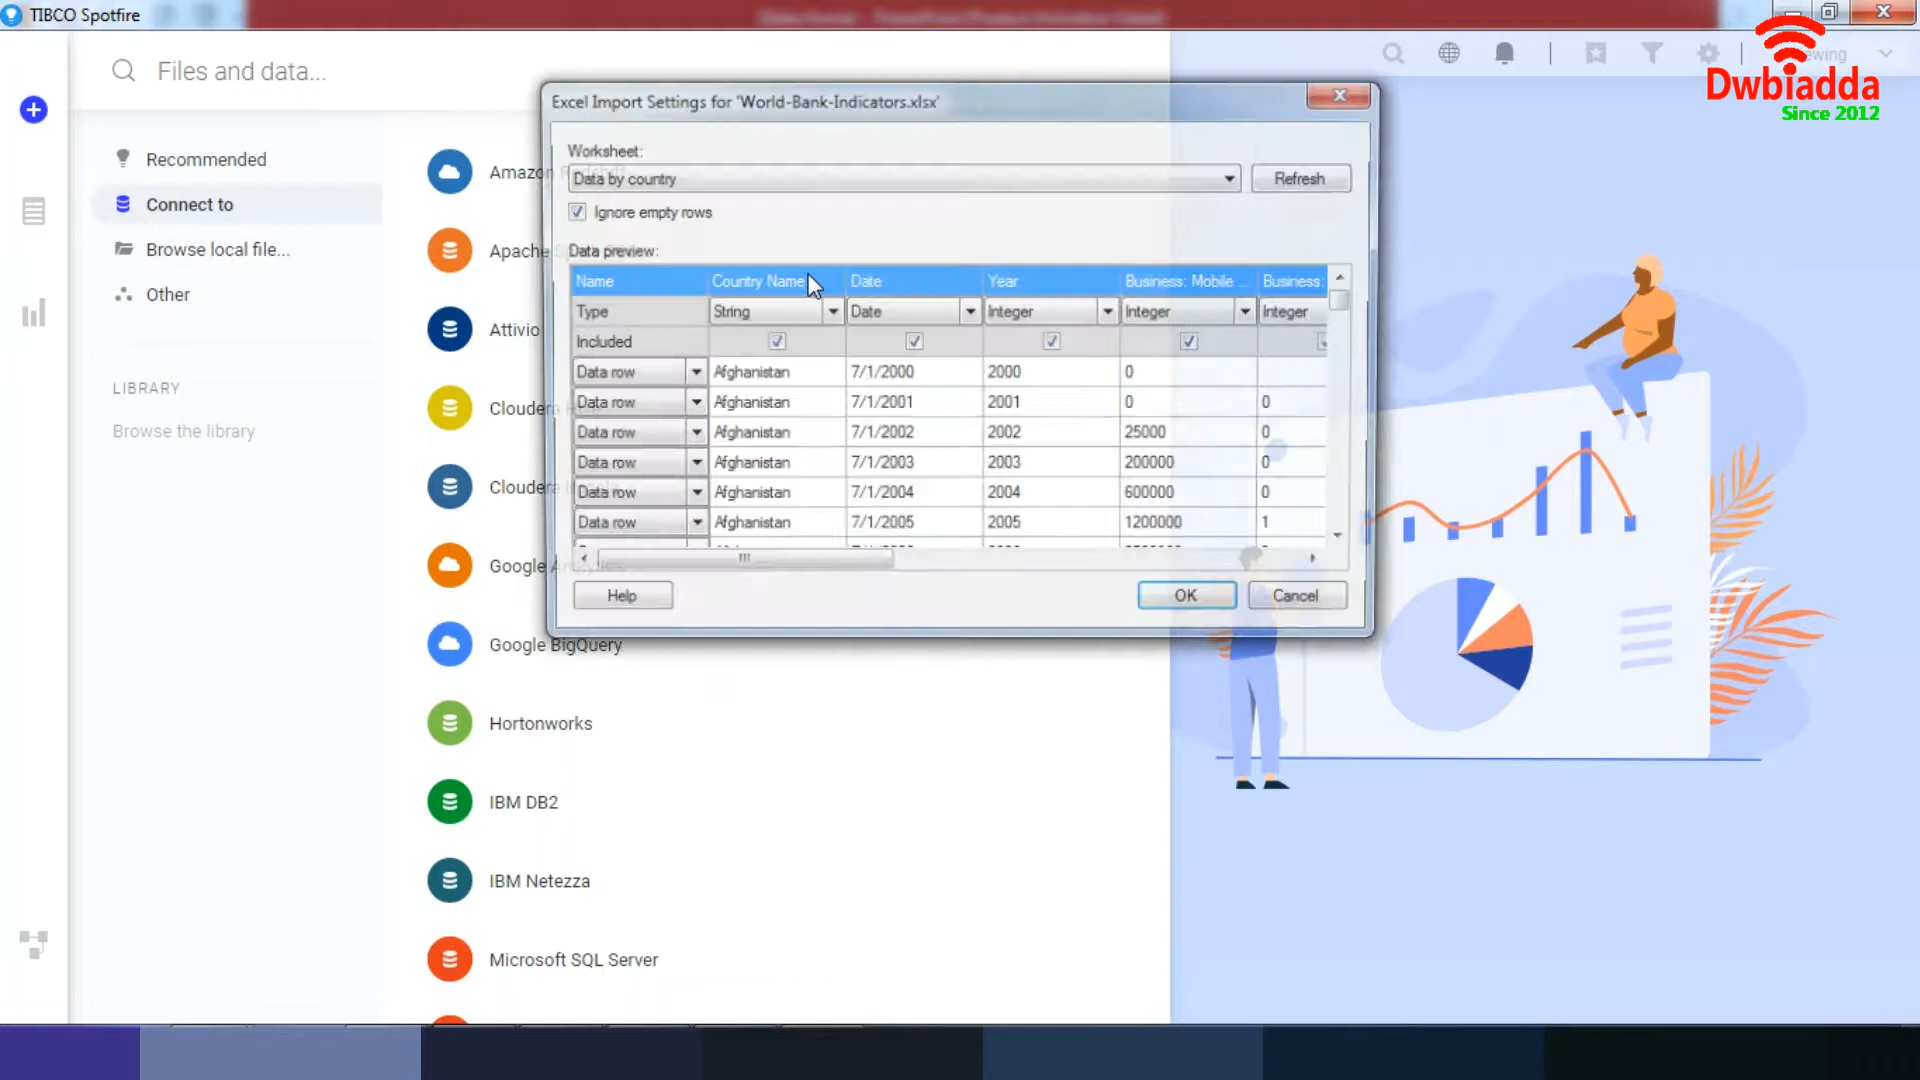 TIBCO Spotfire
Files and data...
Recommended
Connect to
Browse local file...
Other
LIBRARY
Browse the library
Amazon
Apache
Attivio
Cloudera
Cloudera
Google
Google BigQuery
Hortonworks
IBM DB2
IBM Netezza
Microsoft SQL Server
Excel Import Settings for 'World-Bank-Indicators.xlsx'
Worksheet:
Data by country
Refresh
Ignore empty rows
Data preview:
Name Country Name Date Year Business: Mobile ... Business:
Type String Date Integer Integer Integer
Included
Data row Afghanistan 7/1/2000 2000 0
Data row Afghanistan 7/1/2001 2001 0 0
Data row Afghanistan 7/1/2002 2002 25000 0
Data row Afghanistan 7/1/2003 2003 200000 0
Data row Afghanistan 7/1/2004 2004 600000 0
Data row Afghanistan 7/1/2005 2005 1200000 1
Help
OK
Cancel
Dwbiadda
Since 2012